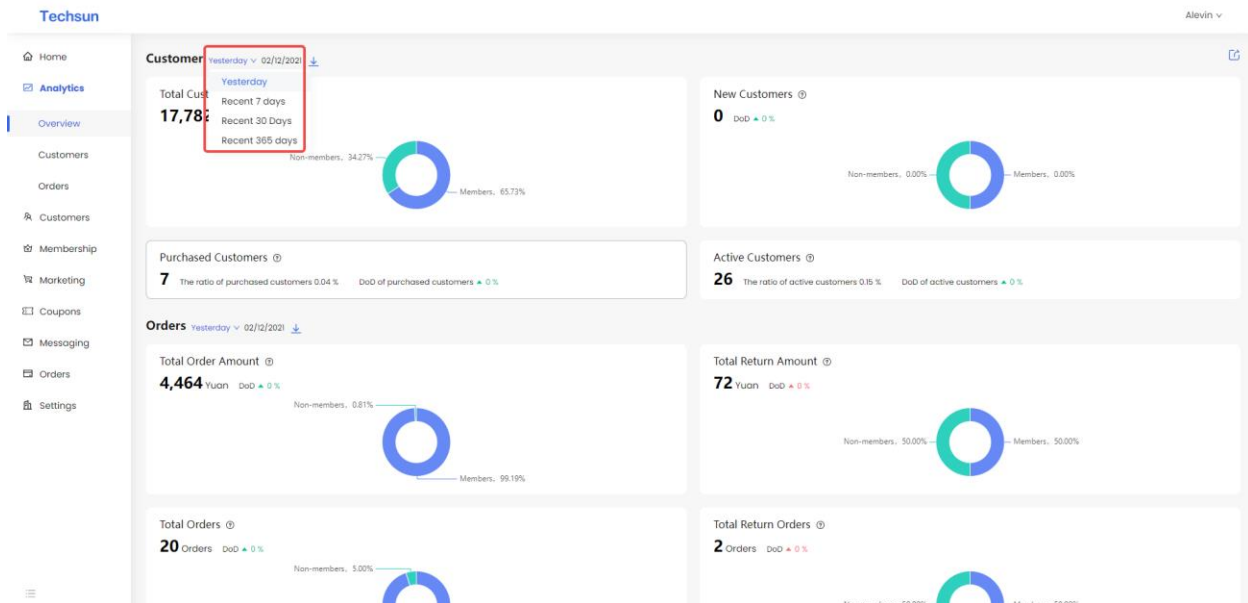 Techsun
Alevin
Home
Analytics
Overview
Customers
Orders
Customers
Membership
Marketing
Coupons
Messaging
Orders
Settings
Customer Yesterday 02/12/2021
Yesterday
Recent 7 days
Recent 30 Days
Recent 365 days
Total Cust
17,782
Non-members, 34.27%
Members, 65.73%
New Customers
0 DoD 0 %
Non-members, 0.00%
Members, 0.00%
Purchased Customers
7 The ratio of purchased customers 0.04 % DoD of purchased customers 0 %
Active Customers
26 The ratio of active customers 0.15 % DoD of active customers 0 %
Orders Yesterday 02/12/2021
Total Order Amount
4,464 Yuan DoD 0 %
Non-members, 0.81%
Members, 99.19%
Total Return Amount
72 Yuan DoD 0 %
Non-members, 50.00%
Members, 50.00%
Total Orders
20 Orders DoD 0 %
Non-members, 5.00%
Total Return Orders
2 Orders DoD 0 %